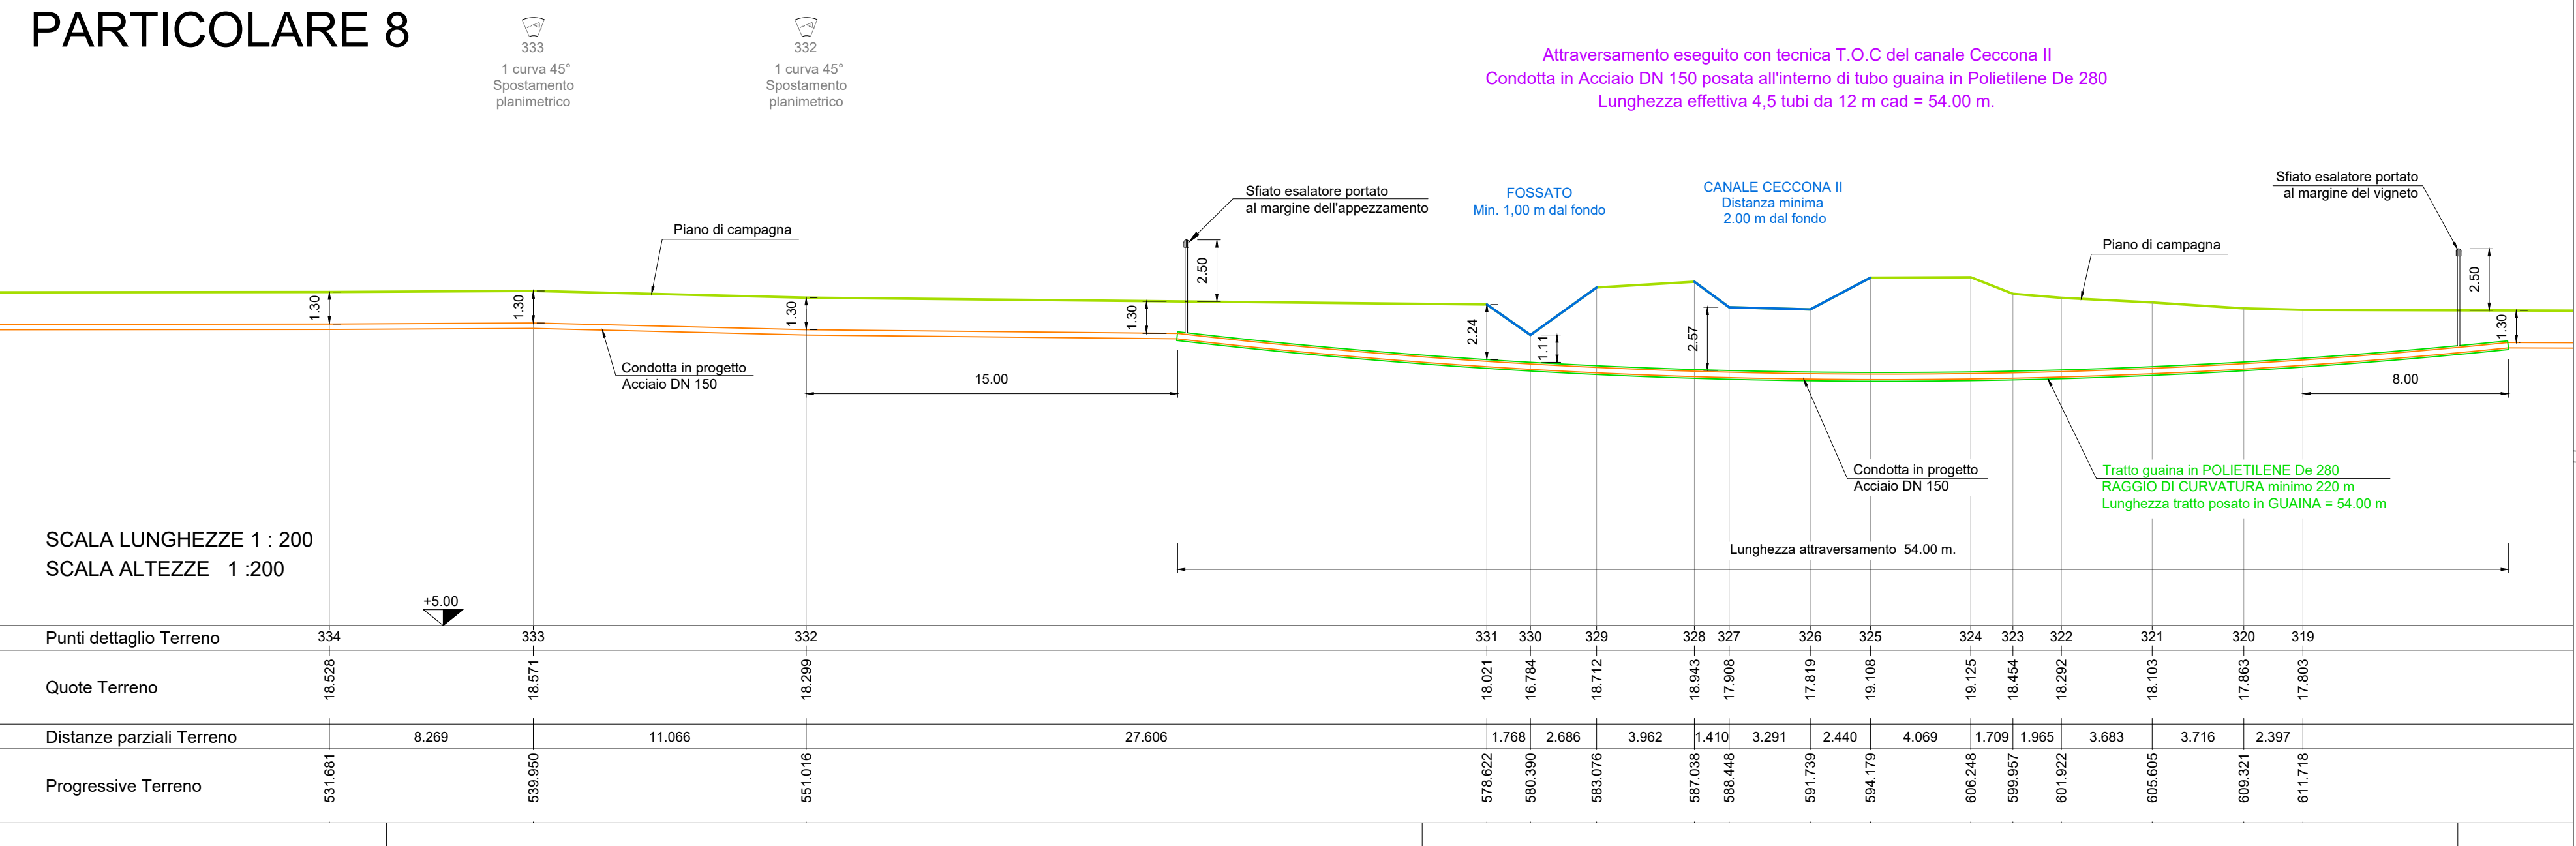 PARTICOLARE 8
333
1 curva 45°
Spostamento
planimetrico
332
1 curva 45°
Spostamento
planimetrico
Attraversamento eseguito con tecnica T.O.C del canale Ceccona II
Condotta in Acciaio DN 150 posata all'interno di tubo guaina in Polietilene De 280
Lunghezza effettiva 4,5 tubi da 12 m cad = 54.00 m.
Sfiato esalatore portato
al margine dell'appezzamento
FOSSATO
Min. 1,00 m dal fondo
CANALE CECCONA II
Distanza minima
2.00 m dal fondo
Sfiato esalatore portato
al margine del vigneto
Piano di campagna
Piano di campagna
2.50
2.50
1.30
1.30
1.30
1.30
2.24
1.11
2.57
1.30
Condotta in progetto
Acciaio DN 150
15.00
8.00
Condotta in progetto
Acciaio DN 150
Tratto guaina in POLIETILENE De 280
RAGGIO DI CURVATURA minimo 220 m
Lunghezza tratto posato in GUAINA = 54.00 m
SCALA LUNGHEZZE 1 : 200
SCALA ALTEZZE 1 :200
Lunghezza attraversamento 54.00 m.
+5.00
Punti dettaglio Terreno 334 333 332 331 330 329 328 327 326 325 324 323 322 321 320 319
Quote Terreno 18.528 18.571 18.299 18.021 16.784 18.712 18.943 17.908 17.819 19.108 19.125 18.454 18.292 18.103 17.863 17.803
Distanze parziali Terreno 8.269 11.066 27.606 1.768 2.686 3.962 1.410 3.291 2.440 4.069 1.709 1.965 3.683 3.716 2.397
Progressive Terreno 531.681 539.950 551.016 578.622 580.390 583.076 587.038 588.448 591.739 594.179 606.248 599.957 601.922 605.605 609.321 611.718